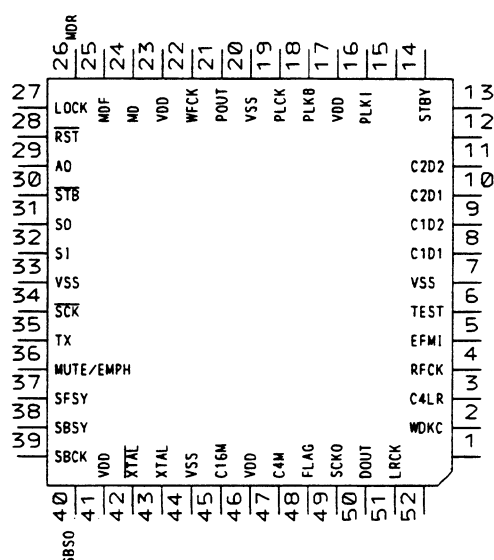 26 MDR 25 24 23 22 21 20 19 18 17 16 15 14
MDF MD VDD WFCK POUT VSS PLCK PLKB VDD PLKI STBY
27 LOCK
28 RST
29 AO
30 STB
31 SO
32 SI
33 VSS
34 SCK
35 TX
36 MUTE/EMPH
37 SFSY
38 SBSY
39 SBCK
13
12
11 C2D2
10 C2D1
9 C1D2
8 C1D1
7 VSS
6 TEST
5 EFMI
4 RFCK
3 C4LR
2 WDKC
1
VDD XTAL XTAL VSS C16M VDD C4M FLAG SCKO DOUT LRCK
40 SBSO 41 42 43 44 45 46 47 48 49 50 51 52